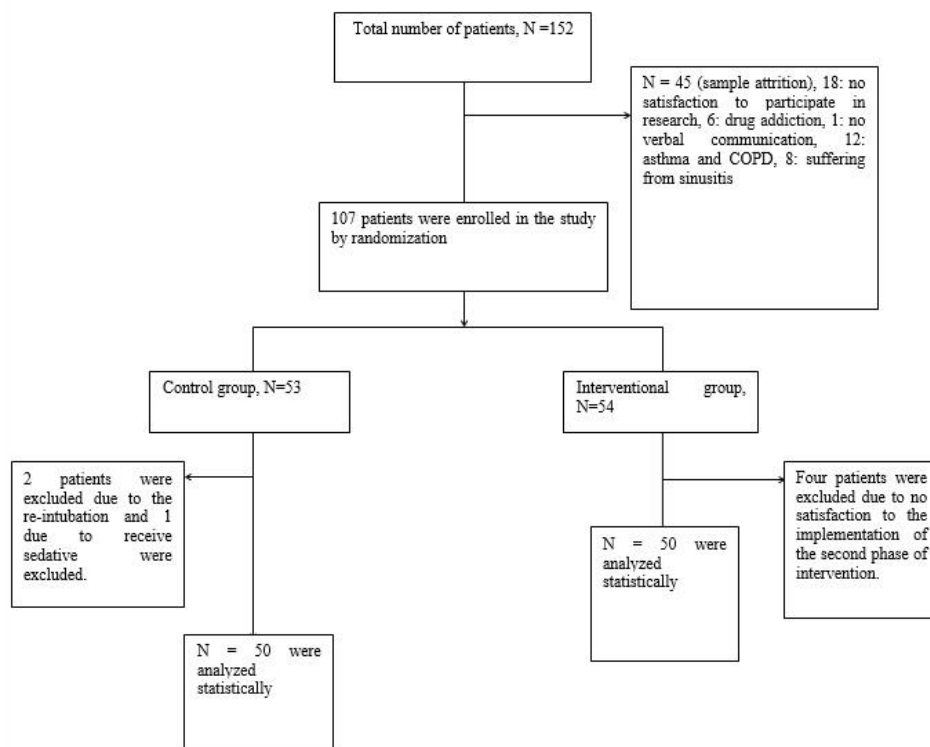 Total number of patients, N =152
N = 45 (sample attrition), 18: no
satisfaction to participate in
research, 6: drug addiction, 1: no
verbal communication, 12:
asthma and COPD, 8: suffering
from sinusitis
107 patients were enrolled in the study
by randomization
Control group, N=53
Interventional group,
N=54
2 patients were
excluded due to the
re-intubation and 1
due to receive
sedative were
excluded.
Four patients were
excluded due to no
satisfaction to the
implementation of
the second phase of
intervention.
N = 50 were
analyzed
statistically
N = 50 were
analyzed
statistically